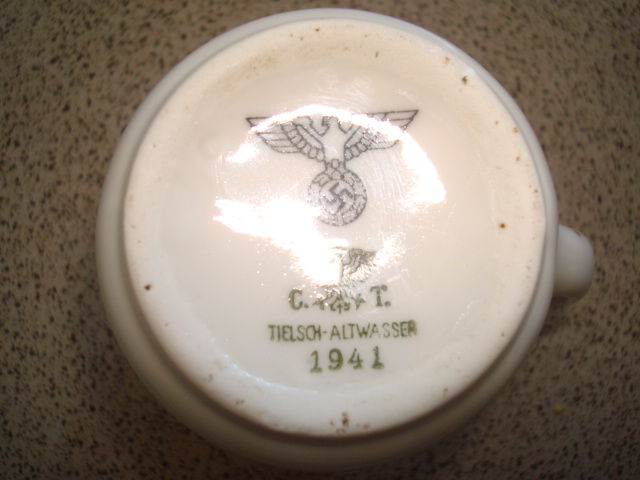 C. T.
TIELSCH-ALTWASSER
1941